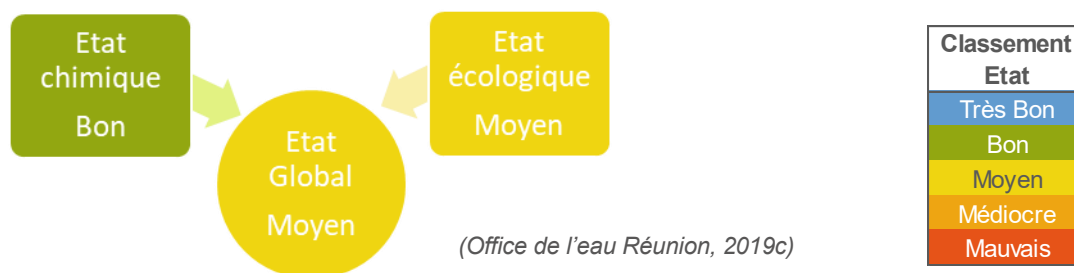 Etat
chimique
Bon
Etat
écologique
Moyen
Etat
Global
Moyen
(Office de l'eau Réunion, 2019c)
Classement
Etat
Très Bon
Bon
Moyen
Médiocre
Mauvais